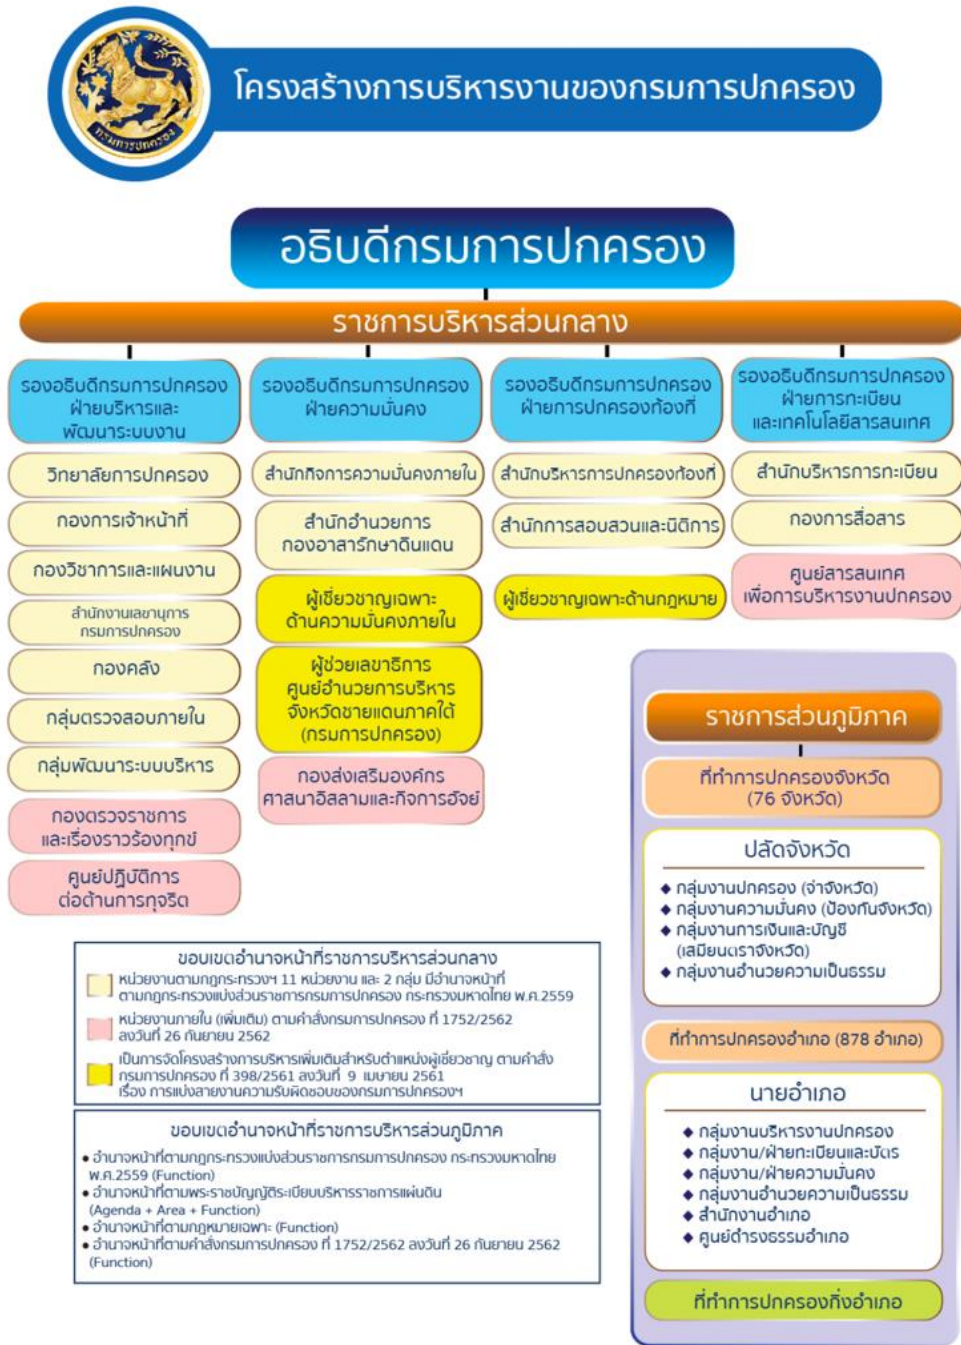 กรมการปกครอง
โครงสร้างการบริหารงานของกรมการปกครอง
อธิบดีกรมการปกครอง
ราชการบริหารส่วนกลาง
รองอธิบดีกรมการปกครอง
ฝ่ายบริหารและ
พัฒนาระบบงาน
วิทยาลัยการปกครอง
กองการเจ้าหน้าที่
กองวิชาการและแผนงาน
สำนักงานเลขานุการ
กรมการปกครอง
กองคลัง
กลุ่มตรวจสอบภายใน
กลุ่มพัฒนาระบบบริหาร
กองตรวจราชการ
และเรื่องราวร้องทุกข์
ศูนย์ปฏิบัติการ
ต่อต้านการทุจริต
รองอธิบดีกรมการปกครอง
ฝ่ายความมั่นคง
สำนักกิจการความมั่นคงภายใน
สำนักอำนวยการ
กองอาสารักษาดินแดน
ผู้เชี่ยวชาญเฉพาะ
ด้านความมั่นคงภายใน
ผู้ช่วยเลขาธิการ
ศูนย์อำนวยการบริหาร
จังหวัดชายแดนภาคใต้
(กรมการปกครอง)
กองส่งเสริมองค์กร
ศาสนาอิสลามและกิจการฮัจย์
รองอธิบดีกรมการปกครอง
ฝ่ายการปกครองท้องที่
สำนักบริหารการปกครองท้องที่
สำนักการสอบสวนและนิติการ
ผู้เชี่ยวชาญเฉพาะด้านกฎหมาย
รองอธิบดีกรมการปกครอง
ฝ่ายการทะเบียน
และเทคโนโลยีสารสนเทศ
สำนักบริหารการทะเบียน
กองการสื่อสาร
ศูนย์สารสนเทศ
เพื่อการบริหารงานปกครอง
ราชการส่วนภูมิภาค
ที่ทำการปกครองจังหวัด
(76 จังหวัด)
ปลัดจังหวัด
◆ กลุ่มงานปกครอง (จ่าจังหวัด)
◆ กลุ่มงานความมั่นคง (ป้องกันจังหวัด)
◆ กลุ่มงานการเงินและบัญชี
(เสมียนตราจังหวัด)
◆ กลุ่มงานอำนวยความเป็นธรรม
ที่ทำการปกครองอำเภอ (878 อำเภอ)
นายอำเภอ
◆ กลุ่มงานบริหารงานปกครอง
◆ กลุ่มงาน/ฝ่ายทะเบียนและบัตร
◆ กลุ่มงาน/ฝ่ายความมั่นคง
◆ กลุ่มงานอำนวยความเป็นธรรม
◆ สำนักงานอำเภอ
◆ ศูนย์ดำรงธรรมอำเภอ
ที่ทำการปกครองกิ่งอำเภอ
ขอบเขตอำนาจหน้าที่ราชการบริหารส่วนกลาง
หน่วยงานตามกฎกระทรวงฯ 11 หน่วยงาน และ 2 กลุ่ม มีอำนาจหน้าที่
ตามกฎกระทรวงแบ่งส่วนราชการกรมการปกครอง กระทรวงมหาดไทย พ.ศ.2559
หน่วยงานภายใน (เพิ่มเติม) ตามคำสั่งกรมการปกครอง ที่ 1752/2562
ลงวันที่ 26 กันยายน 2562
เป็นการจัดโครงสร้างการบริหารเพิ่มเติมสำหรับตำแหน่งผู้เชี่ยวชาญ ตามคำสั่ง
กรมการปกครอง ที่ 398/2561 ลงวันที่ 9 เมษายน 2561
เรื่อง การแบ่งสายงานความรับผิดชอบของกรมการปกครองฯ
ขอบเขตอำนาจหน้าที่ราชการบริหารส่วนภูมิภาค
● อำนาจหน้าที่ตามกฎกระทรวงแบ่งส่วนราชการกรมการปกครอง กระทรวงมหาดไทย
พ.ศ.2559 (Function)
● อำนาจหน้าที่ตามพระราชบัญญัติระเบียบบริหารราชการแผ่นดิน
(Agenda + Area + Function)
● อำนาจหน้าที่ตามกฎหมายเฉพาะ (Function)
● อำนาจหน้าที่ตามคำสั่งกรมการปกครอง ที่ 1752/2562 ลงวันที่ 26 กันยายน 2562
(Function)